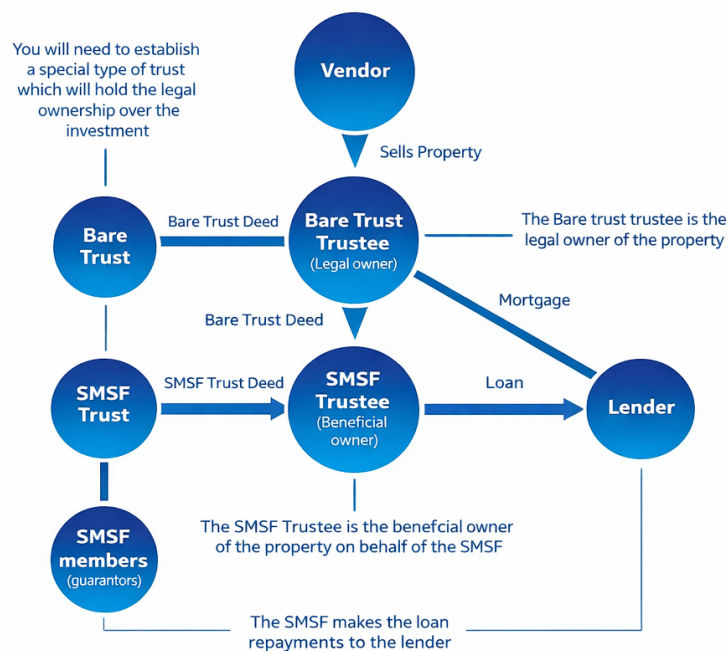 You will need to establish
a special type of trust
which will hold the legal
ownership over the
investment
Vendor
Sells Property
Bare
Trust
Bare Trust Deed
Bare Trust
Trustee
(Legal owner)
The Bare trust trustee is the
legal owner of the property
Mortgage
Bare Trust Deed
SMSF
Trust
SMSF Trust Deed
SMSF
Trustee
(Beneficial
owner)
Loan
Lender
SMSF
members
(guarantors)
The SMSF Trustee is the benefcial owner
of the property on behalf of the SMSF
The SMSF makes the loan
repayments to the lender